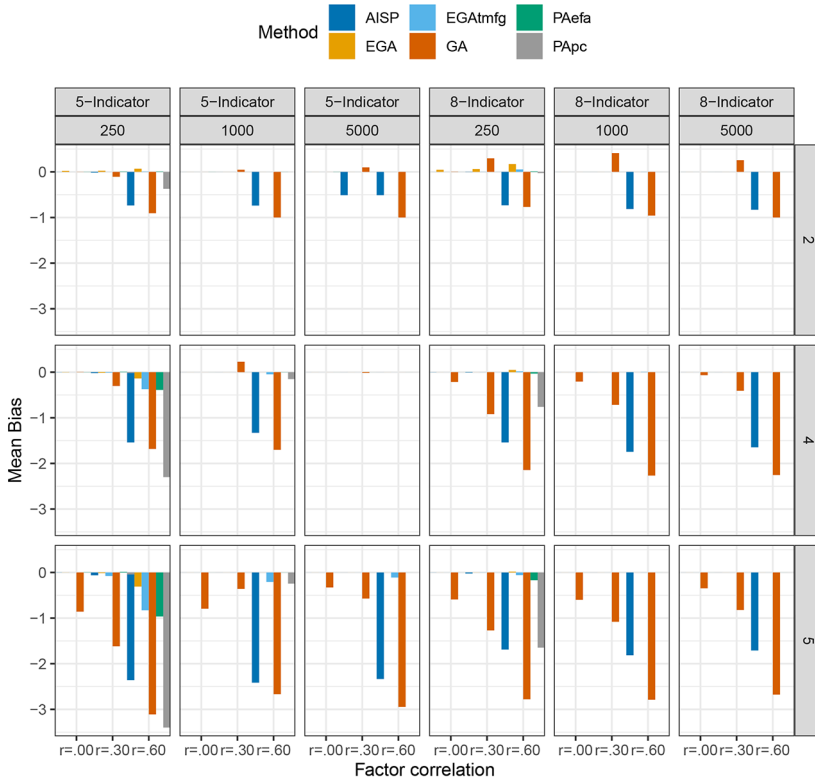 Method
AISP
EGAtmfg
PAefa
EGA
GA
PApc
5−Indicator 5−Indicator 5−Indicator 8−Indicator 8−Indicator 8−Indicator
250 1000 5000 250 1000 5000
0
−1
−2
−3
2
0
−1
−2
−3
4
0
−1
−2
−3
5
Mean Bias
r=.00 r=.30 r=.60 r=.00 r=.30 r=.60 r=.00 r=.30 r=.60 r=.00 r=.30 r=.60 r=.00 r=.30 r=.60 r=.00 r=.30 r=.60
Factor correlation